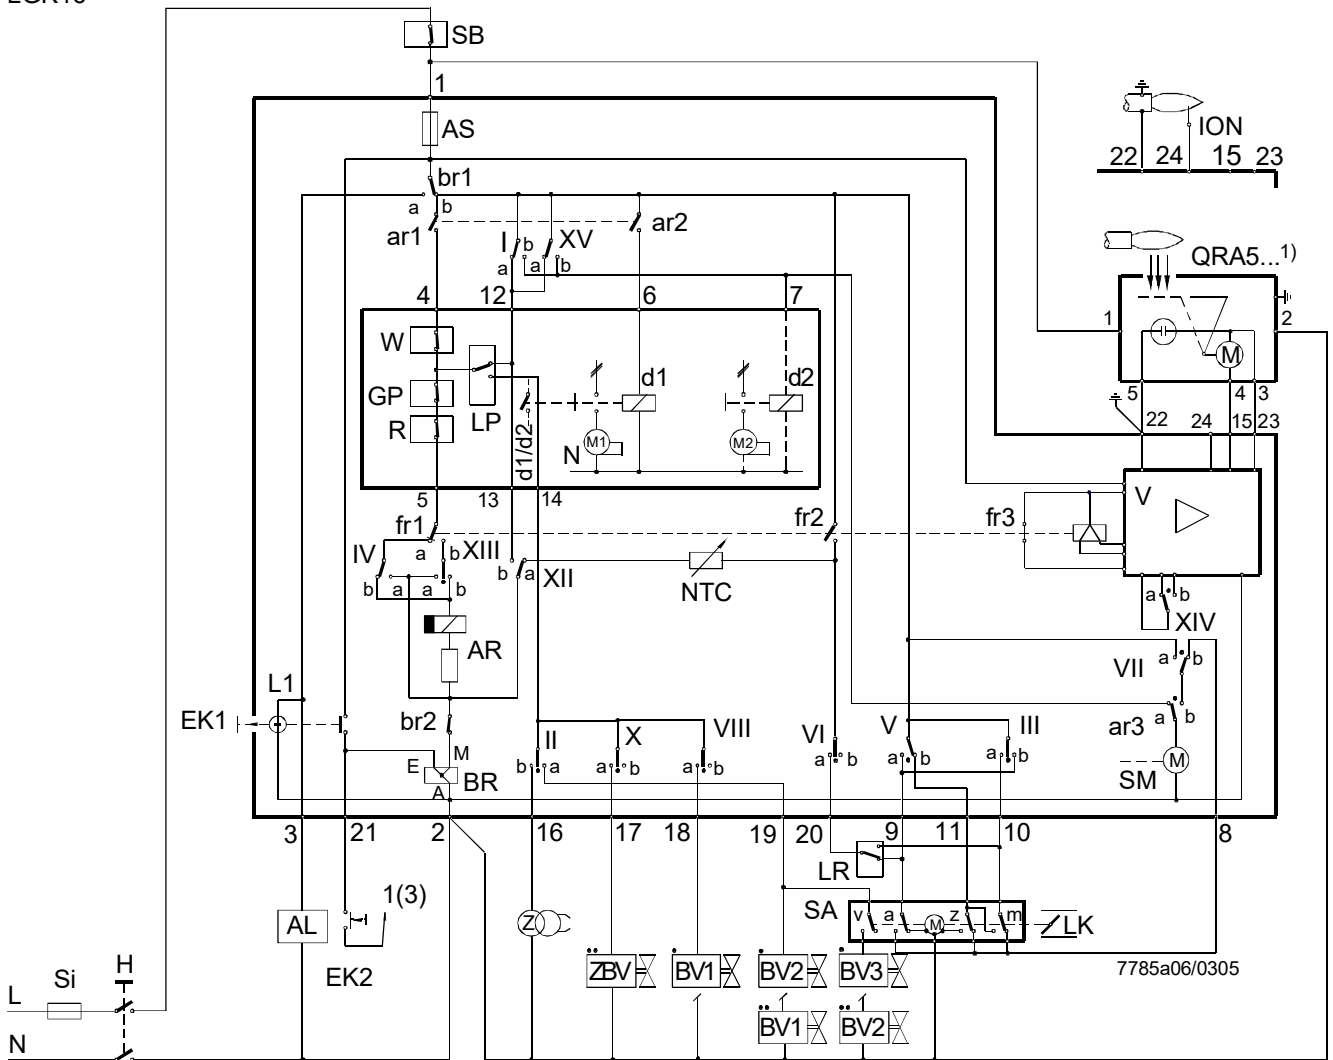 SB
1
AS
ION
22 24 15 23
br1
a b
ar1
ar2
I b XV
a a b
QRA5...1)
4 12 6 7
1 2
W
M
GP
LP
d1
d2
5 4 3
R
N
M1
M2
d1/d2
22 24 15 23
5 13 14
V
fr1
fr2
fr3
IV
a b XIII
b a XII
b a a b
NTC
a b
XIV
AR
VII a b
L1
EK1
br2
ar3
a b
II X VIII VI V III
M
E
BR
A
b a a b a b a b a b a b
SM
M
3 21 2 16 17 18 19 20 9 11 10 8
LR
1(3)
SA
v a M z m
LK
AL
Z
EK2
ZBV
BV1
BV2
BV3
7785a06/0305
H
Si
L
BV1
BV2
N